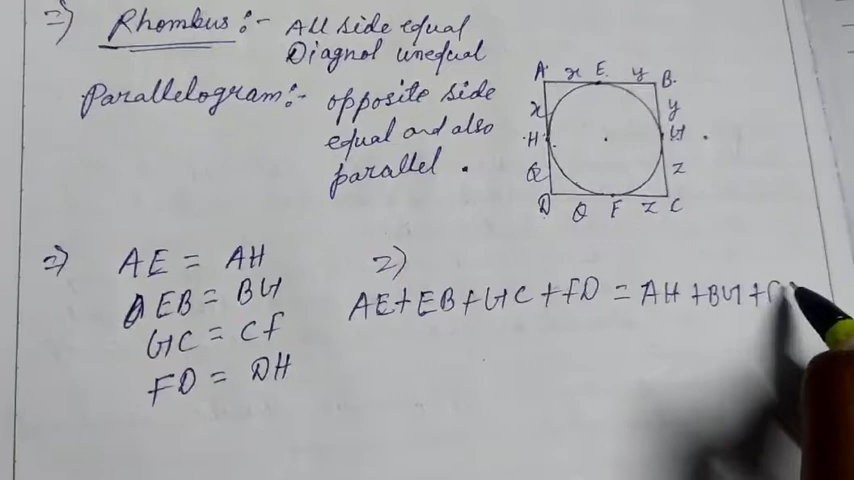 =) Rhombus:- All side equal
Diagnol unequal
Parallelogram:- opposite side
equal and also
parallel .
A x E y B
x y
H G
Q z
D Q F z C
=) AE = AH
EB = BG
GC = CF
FD = DH
=)
AE+EB+GC+FD = AH+BG+